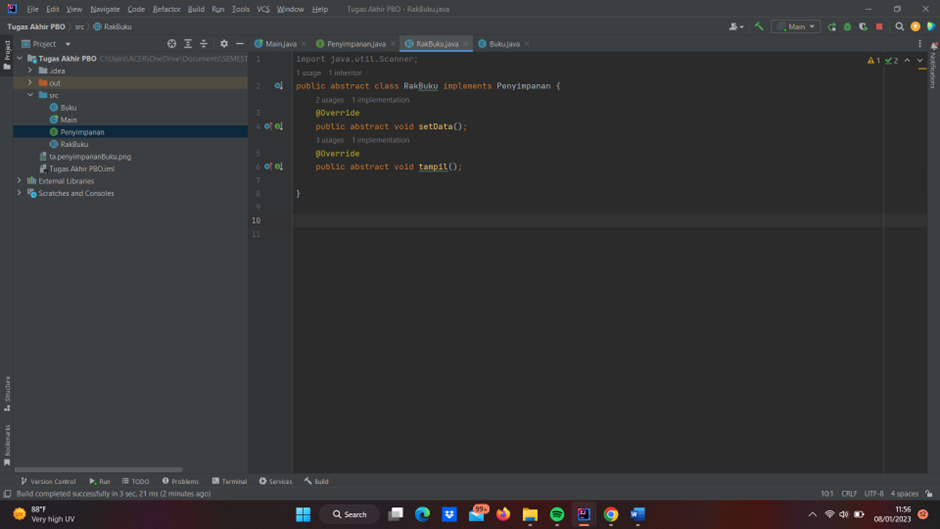 File Edit View Navigate Code Refactor Build Run Tools VCS Window Help Tugas Akhir PBO - RakBuku.java
Tugas Akhir PBO > src > RakBuku Main
Project
Main.java Penyimpanan.java RakBuku.java Buku.java
Tugas Akhir PBO C:\Users\ACER\OneDrive\Documents\SEMEST
.idea
out
src
Buku
Main
Penyimpanan
RakBuku
ta.penyimpananBuku.png
Tugas Akhir PBO.iml
External Libraries
Scratches and Consoles
1 import java.util.Scanner;
1 usage 1 inheritor
2 public abstract class RakBuku implements Penyimpanan {
2 usages 1 implementation
3 @Override
4 public abstract void setData();
3 usages 1 implementation
5 @Override
6 public abstract void tampil();
7
8 }
9
10
11
1 2
Project
Structure
Bookmarks
Notifications
Version Control Run TODO Problems Terminal Services Build
Build completed successfully in 3 sec, 21 ms (2 minutes ago) 10:1 CRLF UTF-8 4 spaces
88°F
Very high UV
Search
99+
11:56
08/01/2023